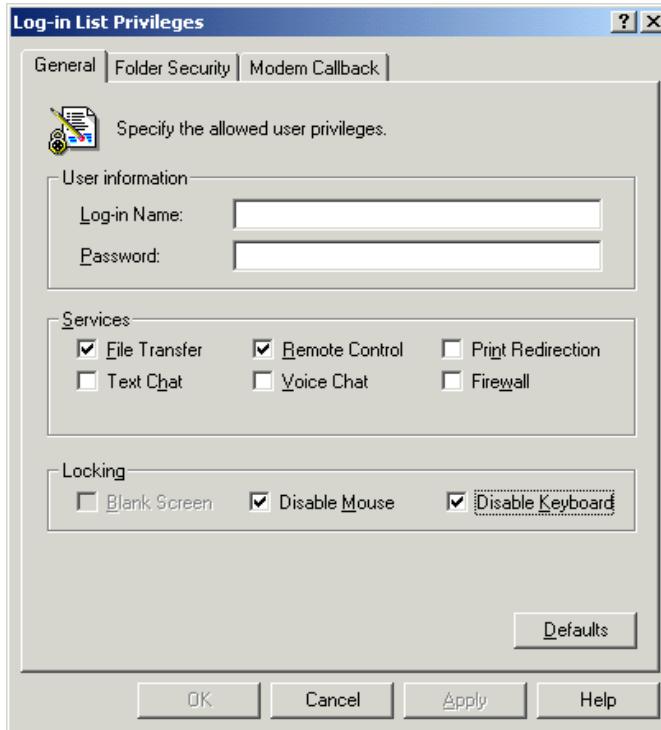 Log-in List Privileges
General Folder Security Modem Callback
Specify the allowed user privileges.
User information
Log-in Name:
Password:
Services
File Transfer Remote Control Print Redirection
Text Chat Voice Chat Firewall
Locking
Blank Screen Disable Mouse Disable Keyboard
Defaults
OK Cancel Apply Help